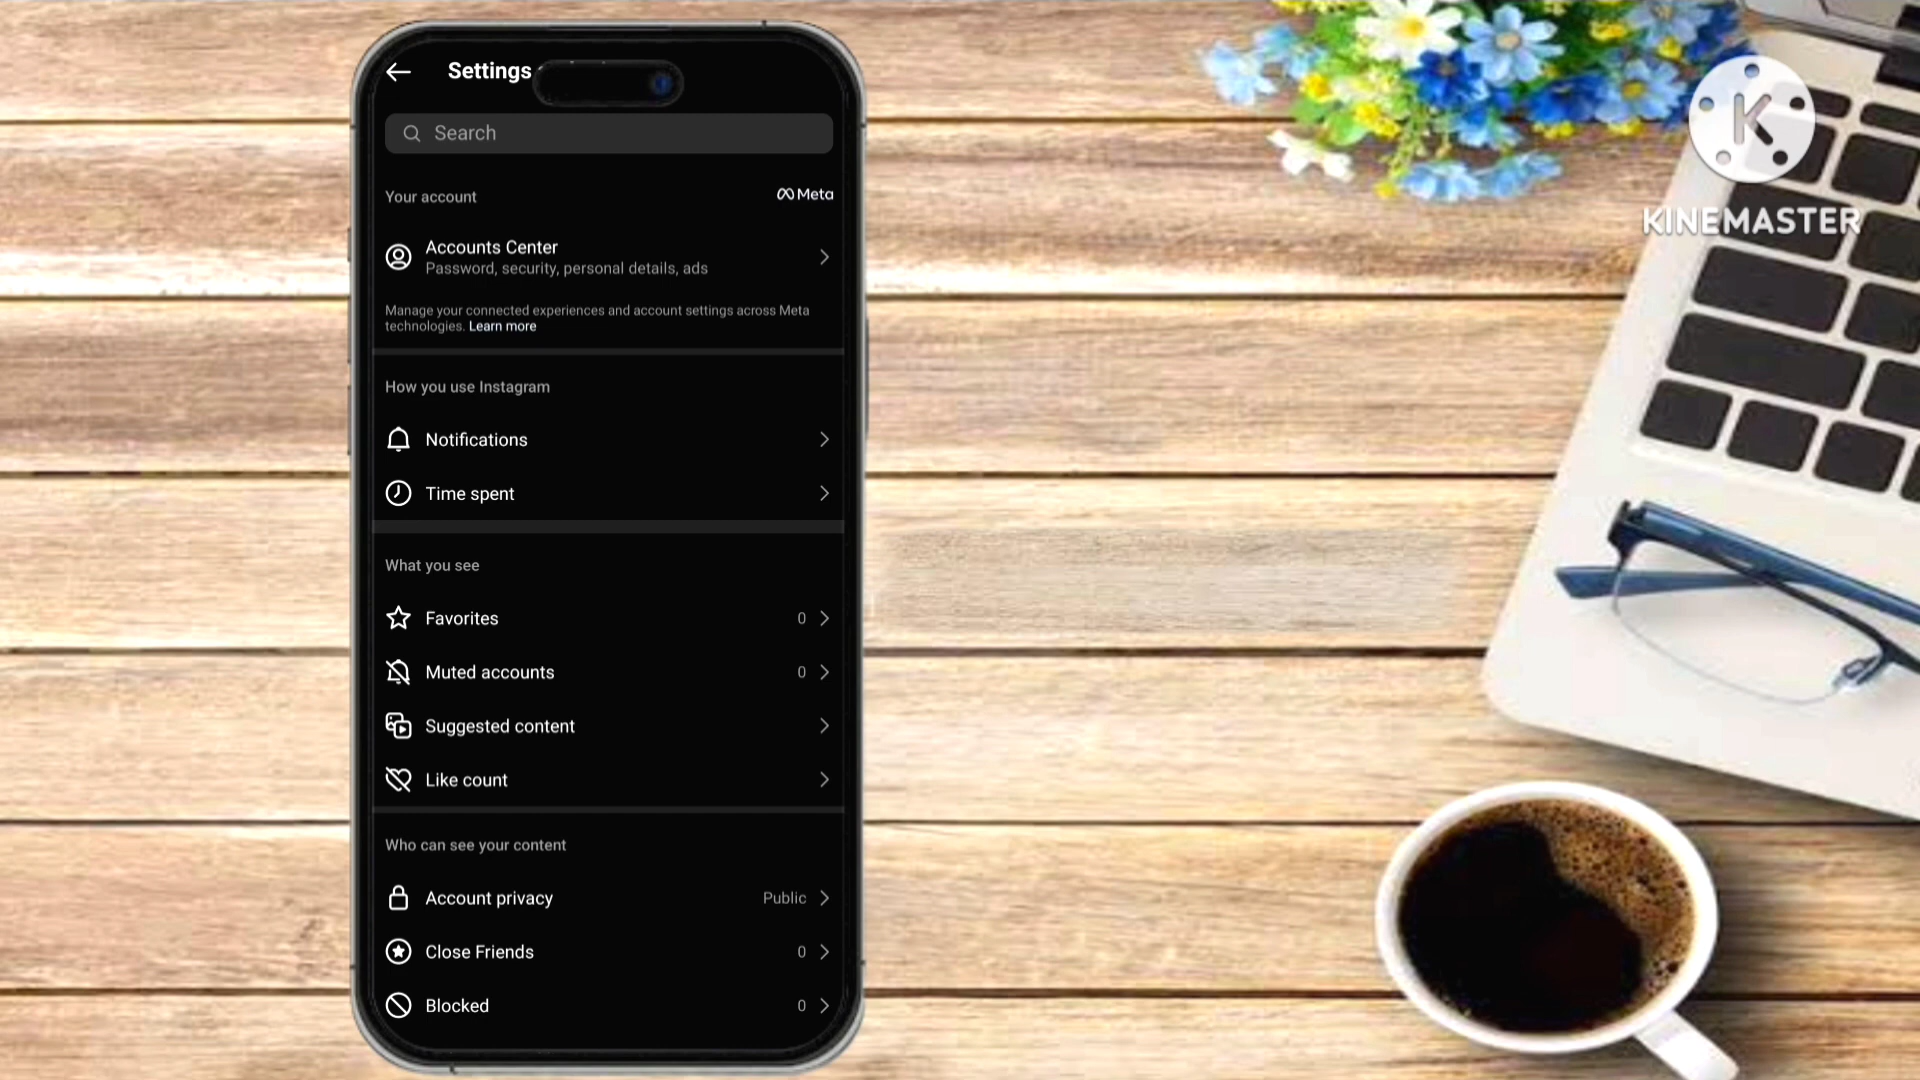 Settings
Search
Your account
Meta
Accounts Center
Password, security, personal details, ads
Manage your connected experiences and account settings across Meta
technologies. Learn more
How you use Instagram
Notifications
Time spent
What you see
Favorites 0
Muted accounts 0
Suggested content
Like count
Who can see your content
Account privacy Public
Close Friends 0
Blocked 0
K
KINEMASTER